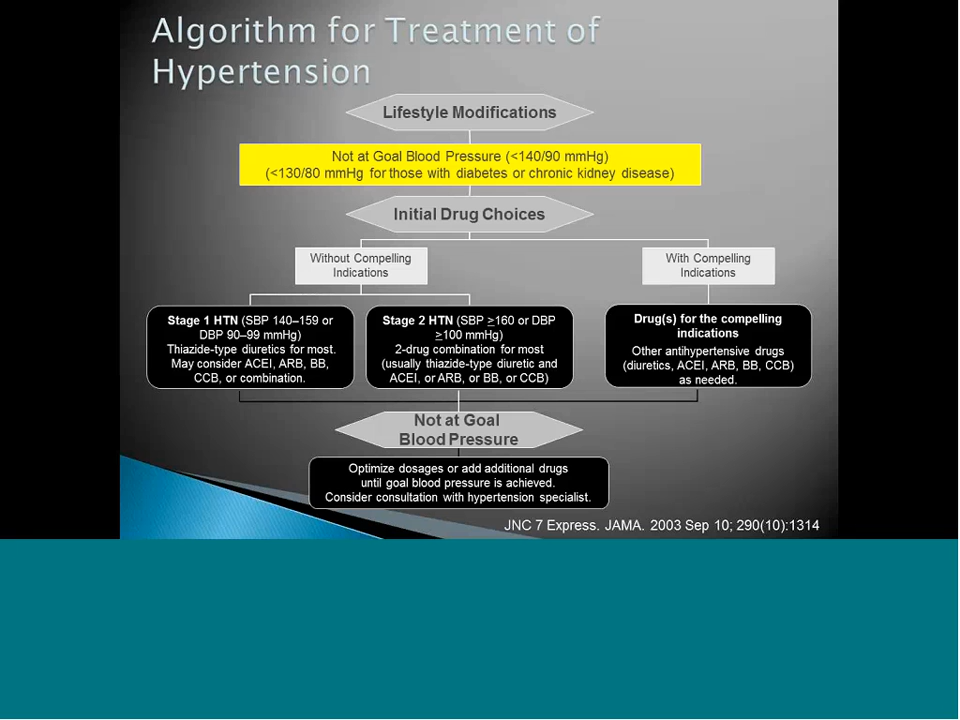 Algorithm for Treatment of
Hypertension
Lifestyle Modifications
Not at Goal Blood Pressure (<140/90 mmHg)
(<130/80 mmHg for those with diabetes or chronic kidney disease)
Initial Drug Choices
Without Compelling
Indications
With Compelling
Indications
Stage 1 HTN (SBP 140–159 or
DBP 90–99 mmHg)
Thiazide-type diuretics for most.
May consider ACEI, ARB, BB,
CCB, or combination.
Stage 2 HTN (SBP ≥160 or DBP
≥100 mmHg)
2-drug combination for most
(usually thiazide-type diuretic and
ACEI, or ARB, or BB, or CCB)
Drug(s) for the compelling
indications
Other antihypertensive drugs
(diuretics, ACEI, ARB, BB, CCB)
as needed.
Not at Goal
Blood Pressure
Optimize dosages or add additional drugs
until goal blood pressure is achieved.
Consider consultation with hypertension specialist.
JNC 7 Express. JAMA. 2003 Sep 10; 290(10):1314